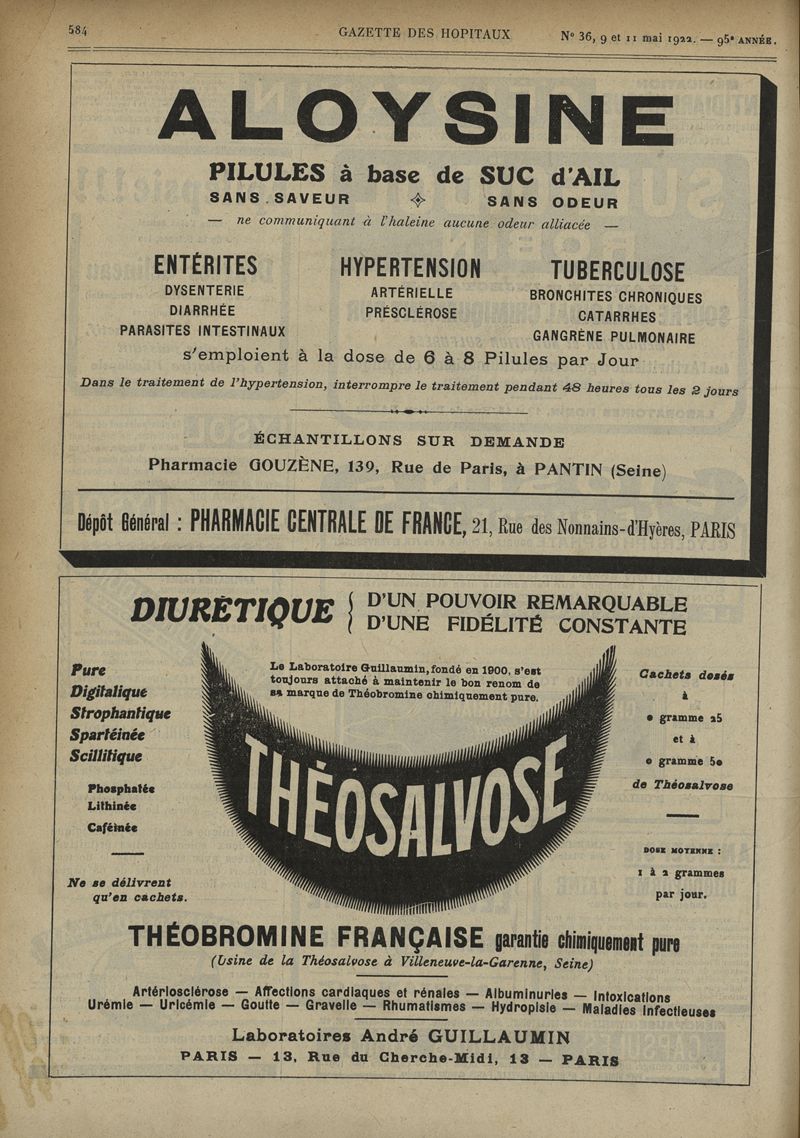 584
GAZETTE DES HOPITAUX
N° 36, 9 et 11 mai 1922. — 95e ANNÉE.
ALOYSINE
PILULES à base de SUC d'AIL
SANS SAVEUR SANS ODEUR
— ne communiquant à l'haleine aucune odeur alliacée —
ENTÉRITES
DYSENTERIE
DIARRHÉE
PARASITES INTESTINAUX
HYPERTENSION
ARTÉRIELLE
PRÉSCLÉROSE
TUBERCULOSE
BRONCHITES CHRONIQUES
CATARRHES
GANGRÈNE PULMONAIRE
s'emploient à la dose de 6 à 8 Pilules par Jour
Dans le traitement de l'hypertension, interrompre le traitement pendant 48 heures tous les 2 jours
ÉCHANTILLONS SUR DEMANDE
Pharmacie GOUZÈNE, 139, Rue de Paris, à PANTIN (Seine)
Dépôt Général : PHARMACIE CENTRALE DE FRANCE, 21, Rue des Nonnains-d'Hyères, PARIS
DIURÉTIQUE
D'UN POUVOIR REMARQUABLE
D'UNE FIDÉLITÉ CONSTANTE
Le Laboratoire Guillaumin, fondé en 1900, s'est
toujours attaché à maintenir le bon renom de
sa marque de Théobromine chimiquement pure.
Pure
Digitalique
Strophantique
Spartéinée
Scillitique
Phosphatée
Lithinée
Caféinée
Ne se délivrent
qu'en cachets.
THÉOSALVOSE
Cachets dosés
à
0 gramme 25
et à
0 gramme 50
de Théosalvose
DOSE MOYENNE :
1 à 2 grammes
par jour.
THÉOBROMINE FRANÇAISE garantie chimiquement pure
(Usine de la Théosalvose à Villeneuve-la-Garenne, Seine)
Artériosclérose — Affections cardiaques et rénales — Albuminuries — Intoxications
Urémie — Uricémie — Goutte — Gravelle — Rhumatismes — Hydropisie — Maladies infectieuses
Laboratoires André GUILLAUMIN
PARIS — 13, Rue du Cherche-Midi, 13 — PARIS